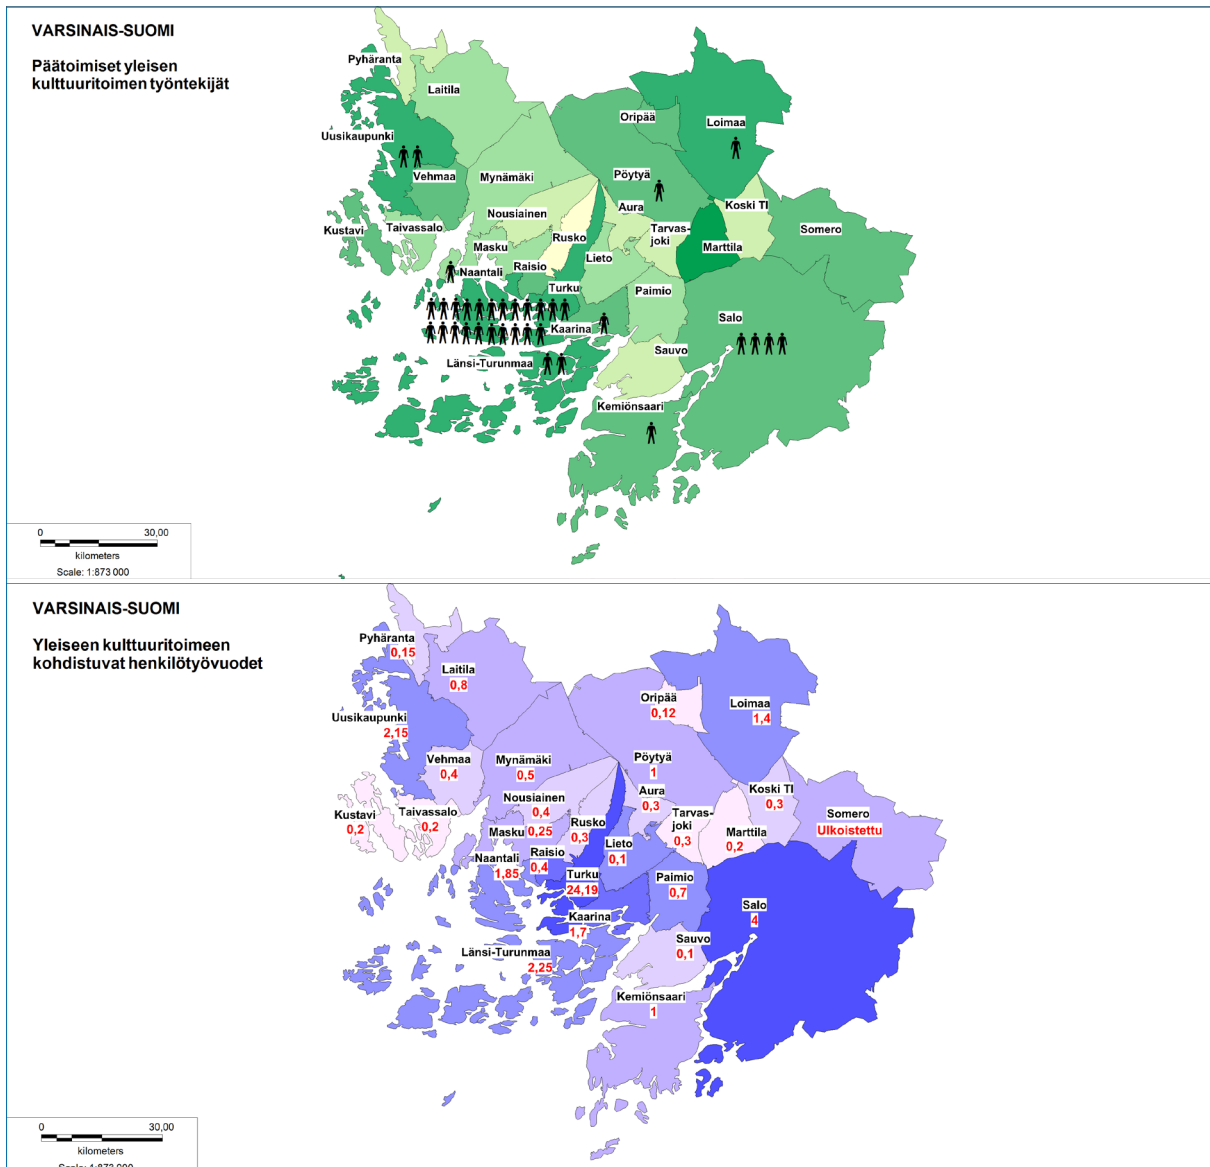 VARSINAIS-SUOMI
Päätoimiset yleisen
kulttuuritoimen työntekijät
Pyhäranta
Laitila
Oripää
Loimaa
Uusikaupunki
Vehmaa
Mynämäki
Pöytyä
Koski Tl
Nousiainen
Aura
Kustavi
Taivassalo
Tarvas-
joki
Somero
Rusko
Masku
Marttila
Lieto
Raisio
Naantali
Turku
Paimio
Salo
Kaarina
Sauvo
Länsi-Turunmaa
Kemiönsaari
0 30,00
kilometers
Scale: 1:873 000
VARSINAIS-SUOMI
Yleiseen kulttuuritoimeen
kohdistuvat henkilötyövuodet
Pyhäranta
0,15
Laitila
0,8
Oripää
0,12
Loimaa
1,4
Uusikaupunki
2,15
Vehmaa
0,4
Mynämäki
0,5
Pöytyä
1
Koski Tl
0,3
Nousiainen
0,4
Aura
0,3
Kustavi
0,2
Taivassalo
0,2
Tarvas-
joki
0,3
Somero
Ulkoistettu
Masku
0,25
Rusko
0,3
Marttila
0,2
Lieto
0,1
Raisio
0,4
Naantali
1,85
Turku
24,19
Paimio
0,7
Salo
4
Kaarina
1,7
Sauvo
0,1
Länsi-Turunmaa
2,25
Kemiönsaari
1
0 30,00
kilometers
Scale: 1:873 000